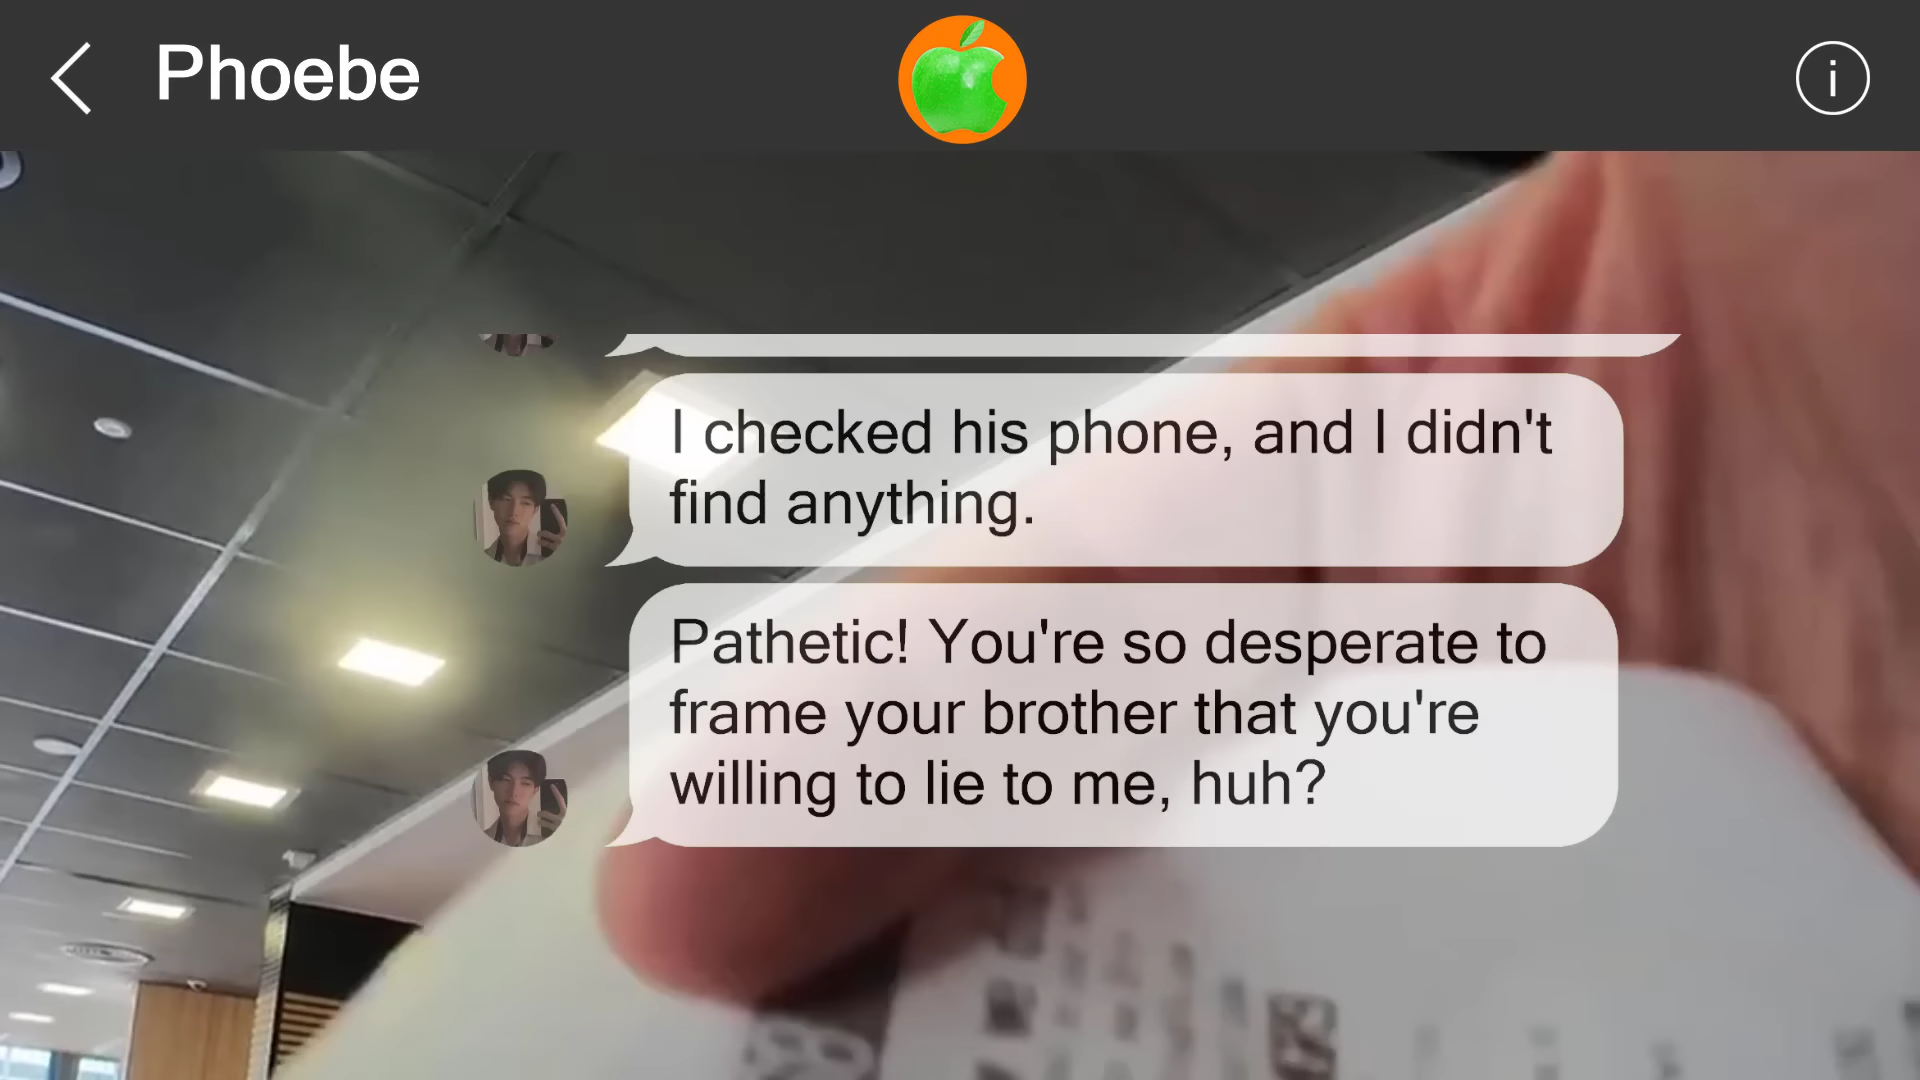 Phoebe
I checked his phone, and I didn't
find anything.
Pathetic! You're so desperate to
frame your brother that you're
willing to lie to me, huh?